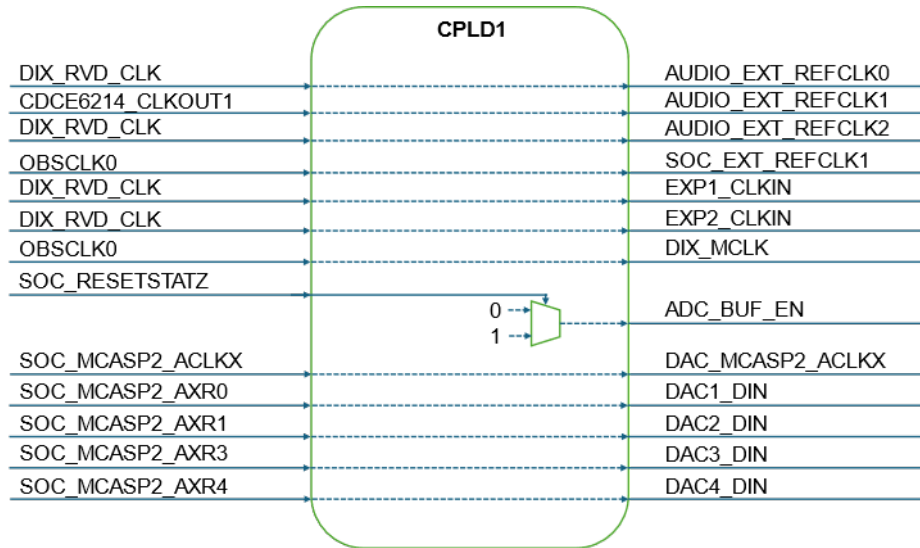 CPLD1
DIX_RVD_CLK AUDIO_EXT_REFCLK0
CDCE6214_CLKOUT1 AUDIO_EXT_REFCLK1
DIX_RVD_CLK AUDIO_EXT_REFCLK2
OBSCLK0 SOC_EXT_REFCLK1
DIX_RVD_CLK EXP1_CLKIN
DIX_RVD_CLK EXP2_CLKIN
OBSCLK0 DIX_MCLK
SOC_RESETSTATZ
0 ADC_BUF_EN
1
SOC_MCASP2_ACLKX DAC_MCASP2_ACLKX
SOC_MCASP2_AXR0 DAC1_DIN
SOC_MCASP2_AXR1 DAC2_DIN
SOC_MCASP2_AXR3 DAC3_DIN
SOC_MCASP2_AXR4 DAC4_DIN